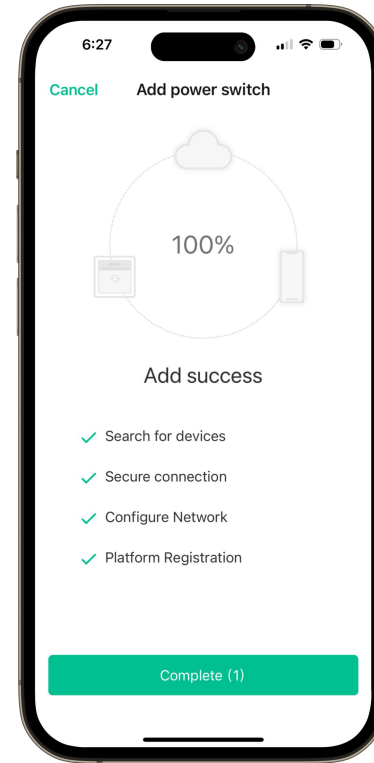 6:27
Cancel
Add power switch
100%
Add success
Search for devices
Secure connection
Configure Network
Platform Registration
Complete (1)